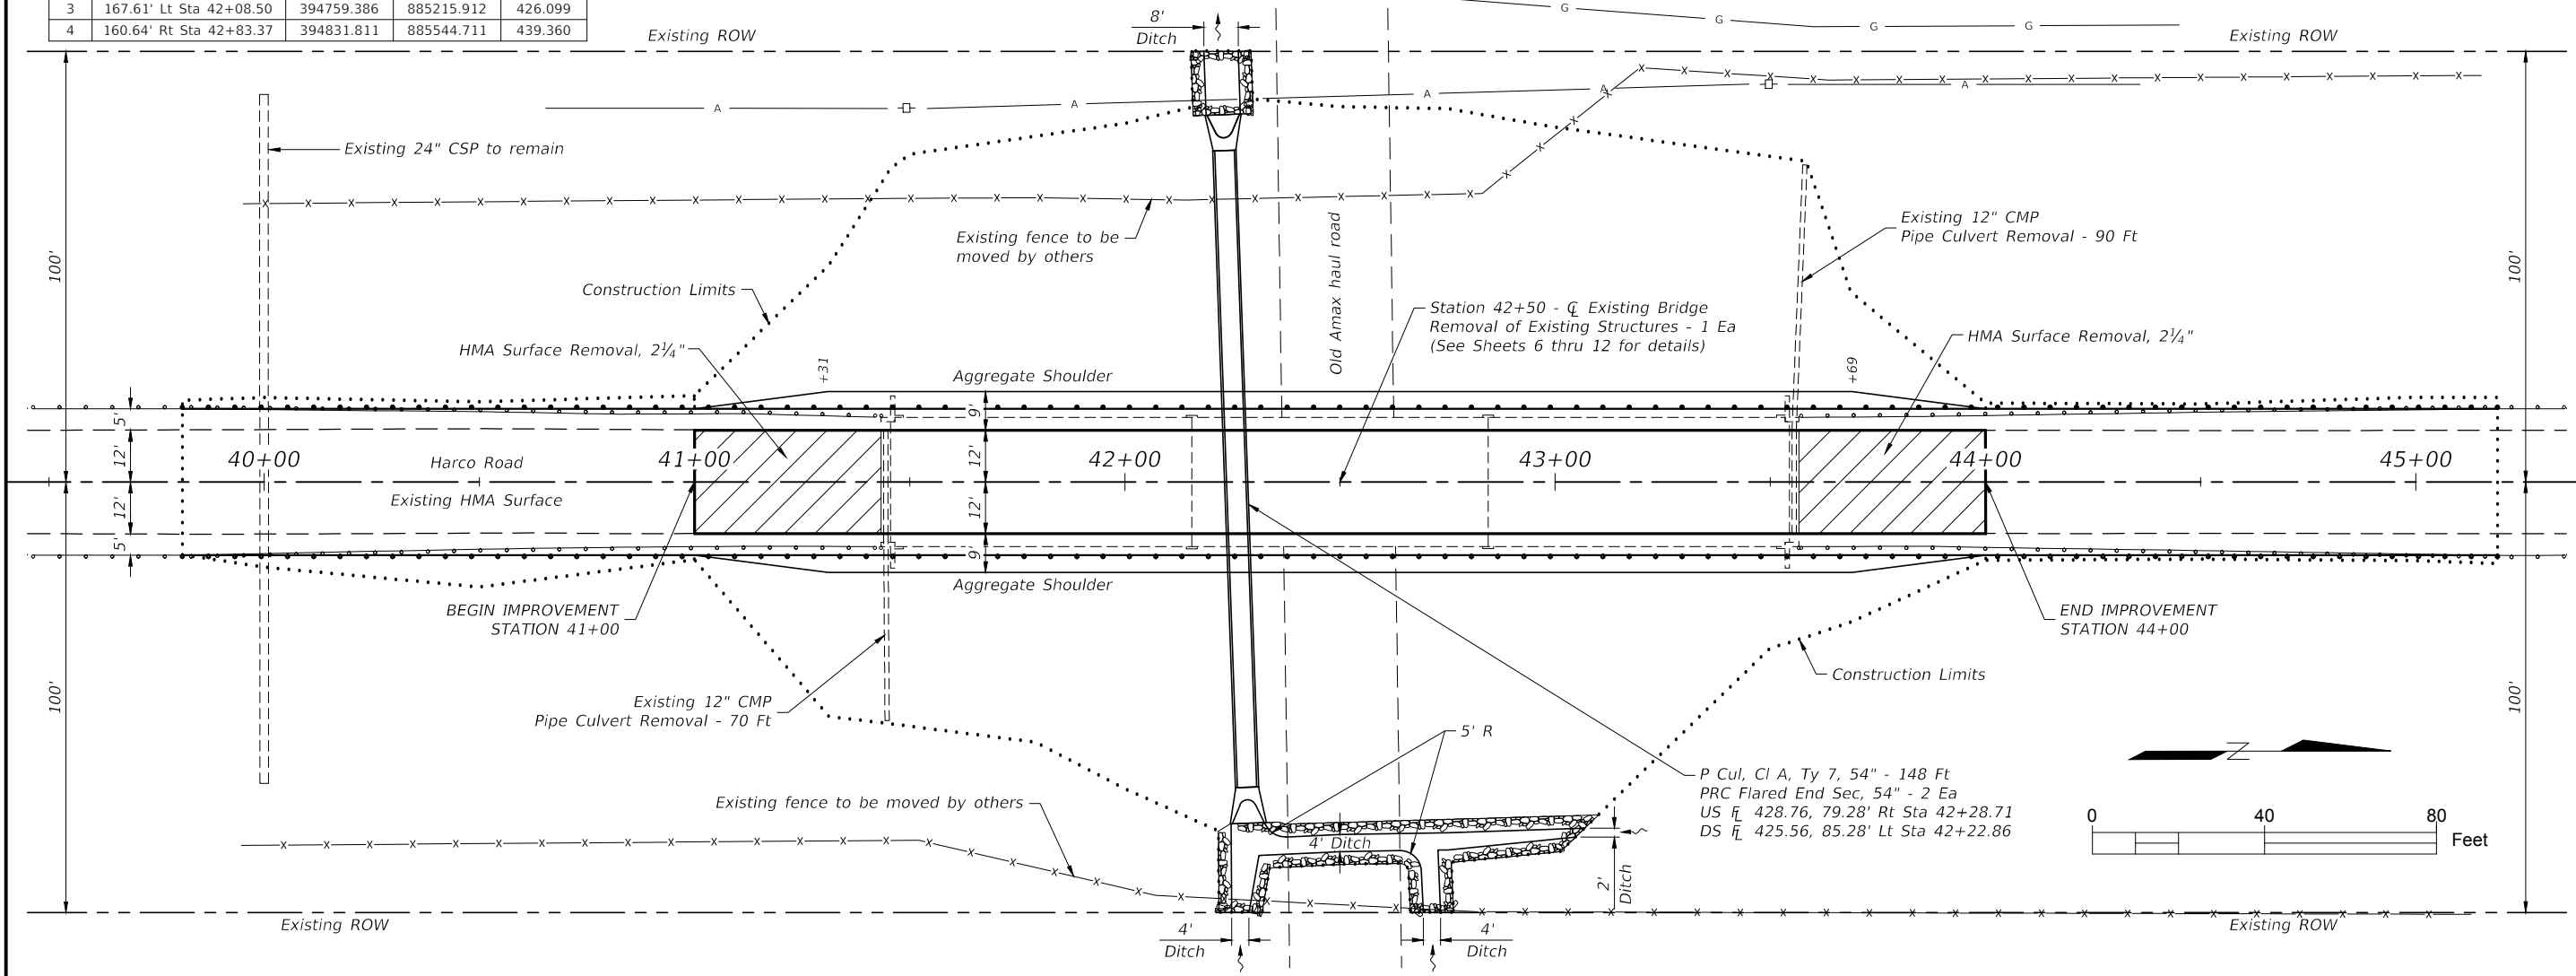 3 167.61' Lt Sta 42+08.50 394759.386 885215.912 426.099
4 160.64' Rt Sta 42+83.37 394831.811 885544.711 439.360
Existing ROW
8'
Ditch
G G G G
Existing ROW
A A A A A
Existing 24" CSP to remain
100'
Existing fence to be
moved by others
Old Amax haul road
Existing 12" CMP
Pipe Culvert Removal - 90 Ft
100'
Construction Limits
Station 42+50 - ℄ Existing Bridge
Removal of Existing Structures - 1 Ea
(See Sheets 6 thru 12 for details)
HMA Surface Removal, 2¼"
+31
+69
HMA Surface Removal, 2¼"
Aggregate Shoulder
5'
9'
12'
12'
40+00
Harco Road
41+00
42+00
43+00
44+00
45+00
Existing HMA Surface
12'
12'
5'
9'
Aggregate Shoulder
BEGIN IMPROVEMENT
STATION 41+00
END IMPROVEMENT
STATION 44+00
100'
Existing 12" CMP
Pipe Culvert Removal - 70 Ft
Construction Limits
100'
5' R
N
P Cul, Cl A, Ty 7, 54" - 148 Ft
PRC Flared End Sec, 54" - 2 Ea
US FL 428.76, 79.28' Rt Sta 42+28.71
DS FL 425.56, 85.28' Lt Sta 42+22.86
Existing fence to be moved by others
0 40 80
Feet
4' Ditch
2'
Ditch
Existing ROW
4'
Ditch
4'
Ditch
Existing ROW